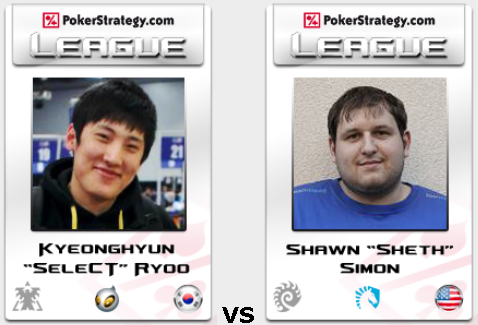 PokerStrategy.com
LEAGUE
Kyeonghyun
"SeleCT" Ryoo
PokerStrategy.com
LEAGUE
Shawn "Sheth"
Simon
vs